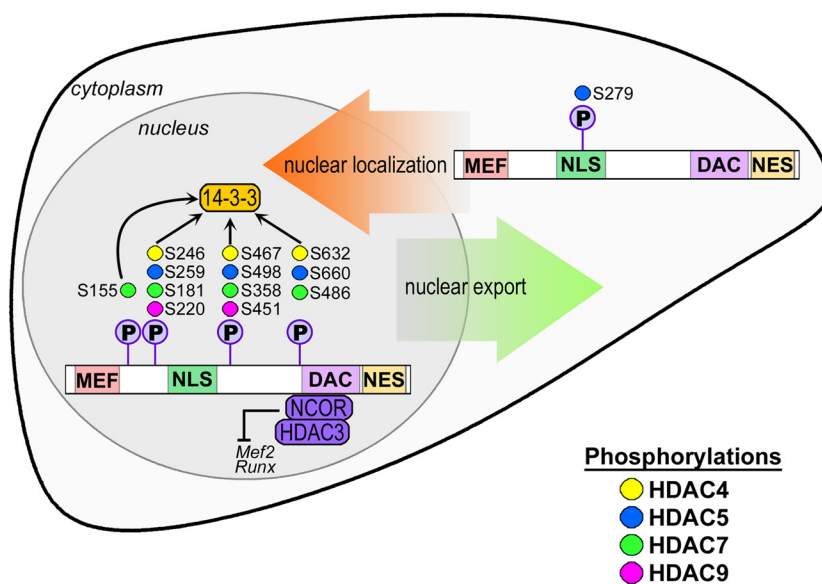 cytoplasm
nucleus
S279
P
MEF
NLS
DAC
NES
nuclear localization
14-3-3
S246
S467
S632
S259
S498
S660
S155
S181
S358
S486
S220
S451
P
P
P
P
nuclear export
MEF
NLS
DAC
NES
NCOR
HDAC3
Mef2
Runx
Phosphorylations
HDAC4
HDAC5
HDAC7
HDAC9